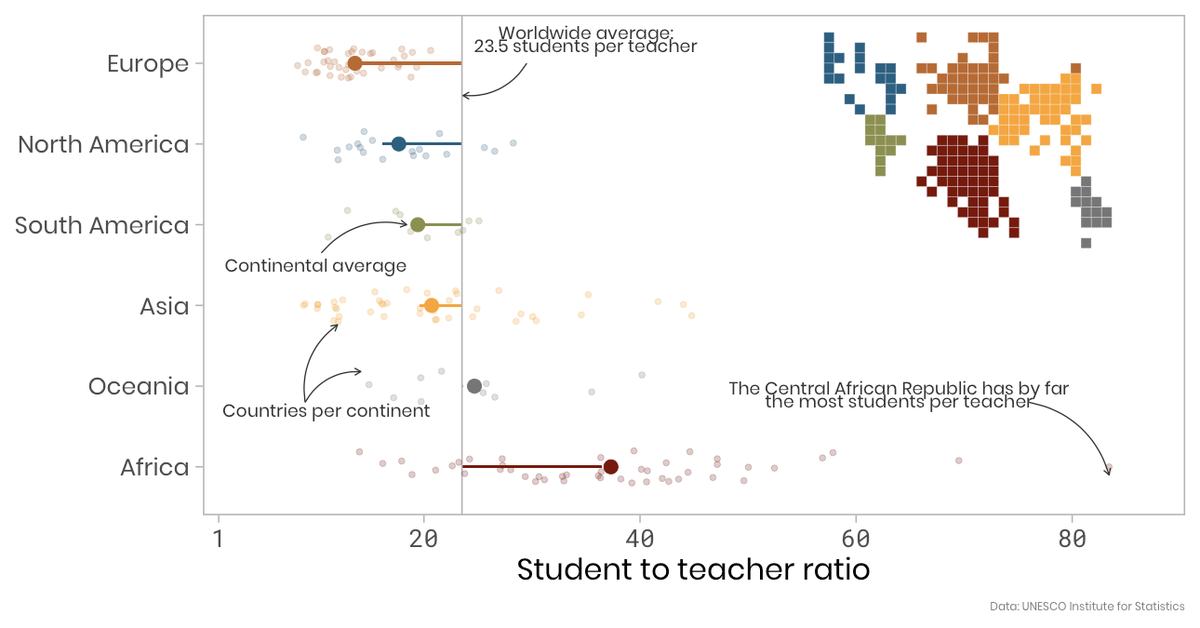 Worldwide average:
23.5 students per teacher
Europe
North America
South America
Continental average
Asia
Oceania
Countries per continent
The Central African Republic has by far
the most students per teacher
Africa
1 20 40 60 80
Student to teacher ratio
Data: UNESCO Institute for Statistics